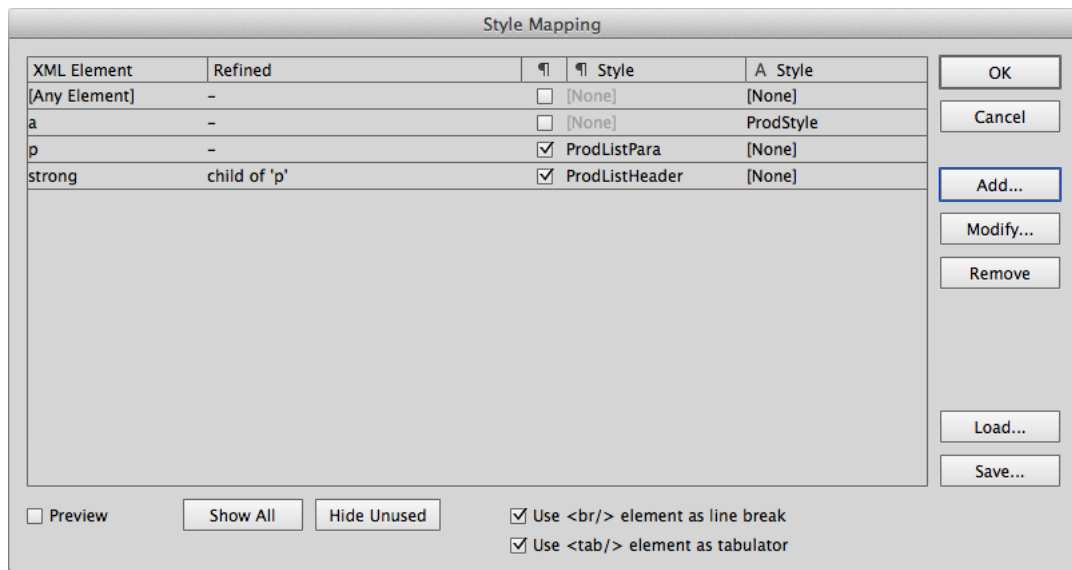 Style Mapping
XML Element Refined ¶ ¶ Style A Style
[Any Element] – [None] [None]
a – [None] ProdStyle
p – ProdListPara [None]
strong child of 'p' ProdListHeader [None]
OK
Cancel
Add...
Modify...
Remove
Load...
Save...
Preview Show All Hide Unused Use <br/> element as line break
Use <tab/> element as tabulator